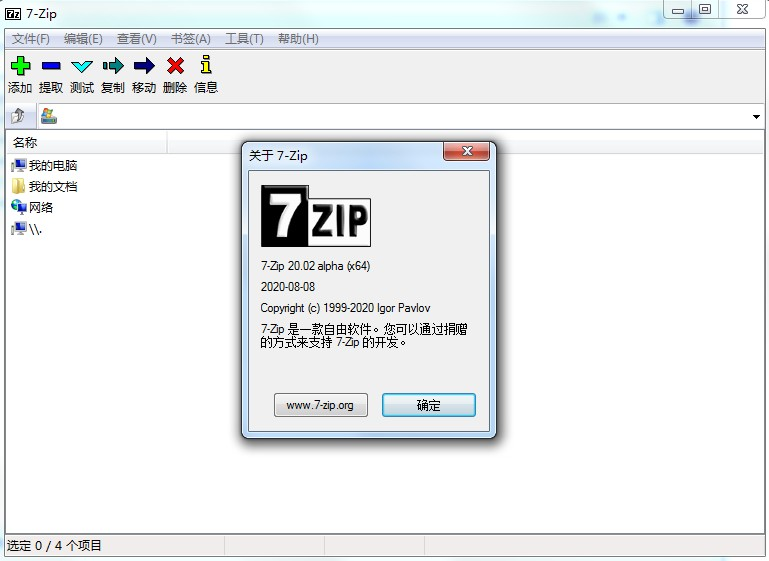 7z 7-Zip
文件(F) 编辑(E) 查看(V) 书签(A) 工具(T) 帮助(H)
添加 提取 测试 复制 移动 删除 信息
名称
我的电脑
我的文档
网络
\\.
关于 7-Zip
7 ZIP
7-Zip 20.02 alpha (x64)
2020-08-08
Copyright (c) 1999-2020 Igor Pavlov
7-Zip 是一款自由软件。您可以通过捐赠
的方式来支持 7-Zip 的开发。
www.7-zip.org 确定
选定 0 / 4 个项目